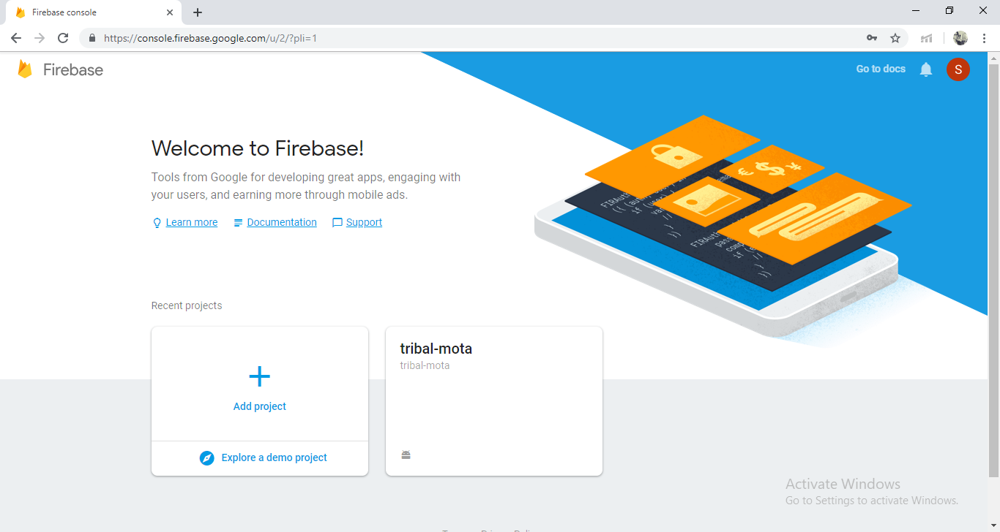 Firebase console
https://console.firebase.google.com/u/2/?pli=1
Firebase
Go to docs
S
Welcome to Firebase!
Tools from Google for developing great apps, engaging with
your users, and earning more through mobile ads.
Learn more
Documentation
Support
Recent projects
Add project
Explore a demo project
tribal-mota
tribal-mota
Activate Windows
Go to Settings to activate Windows.